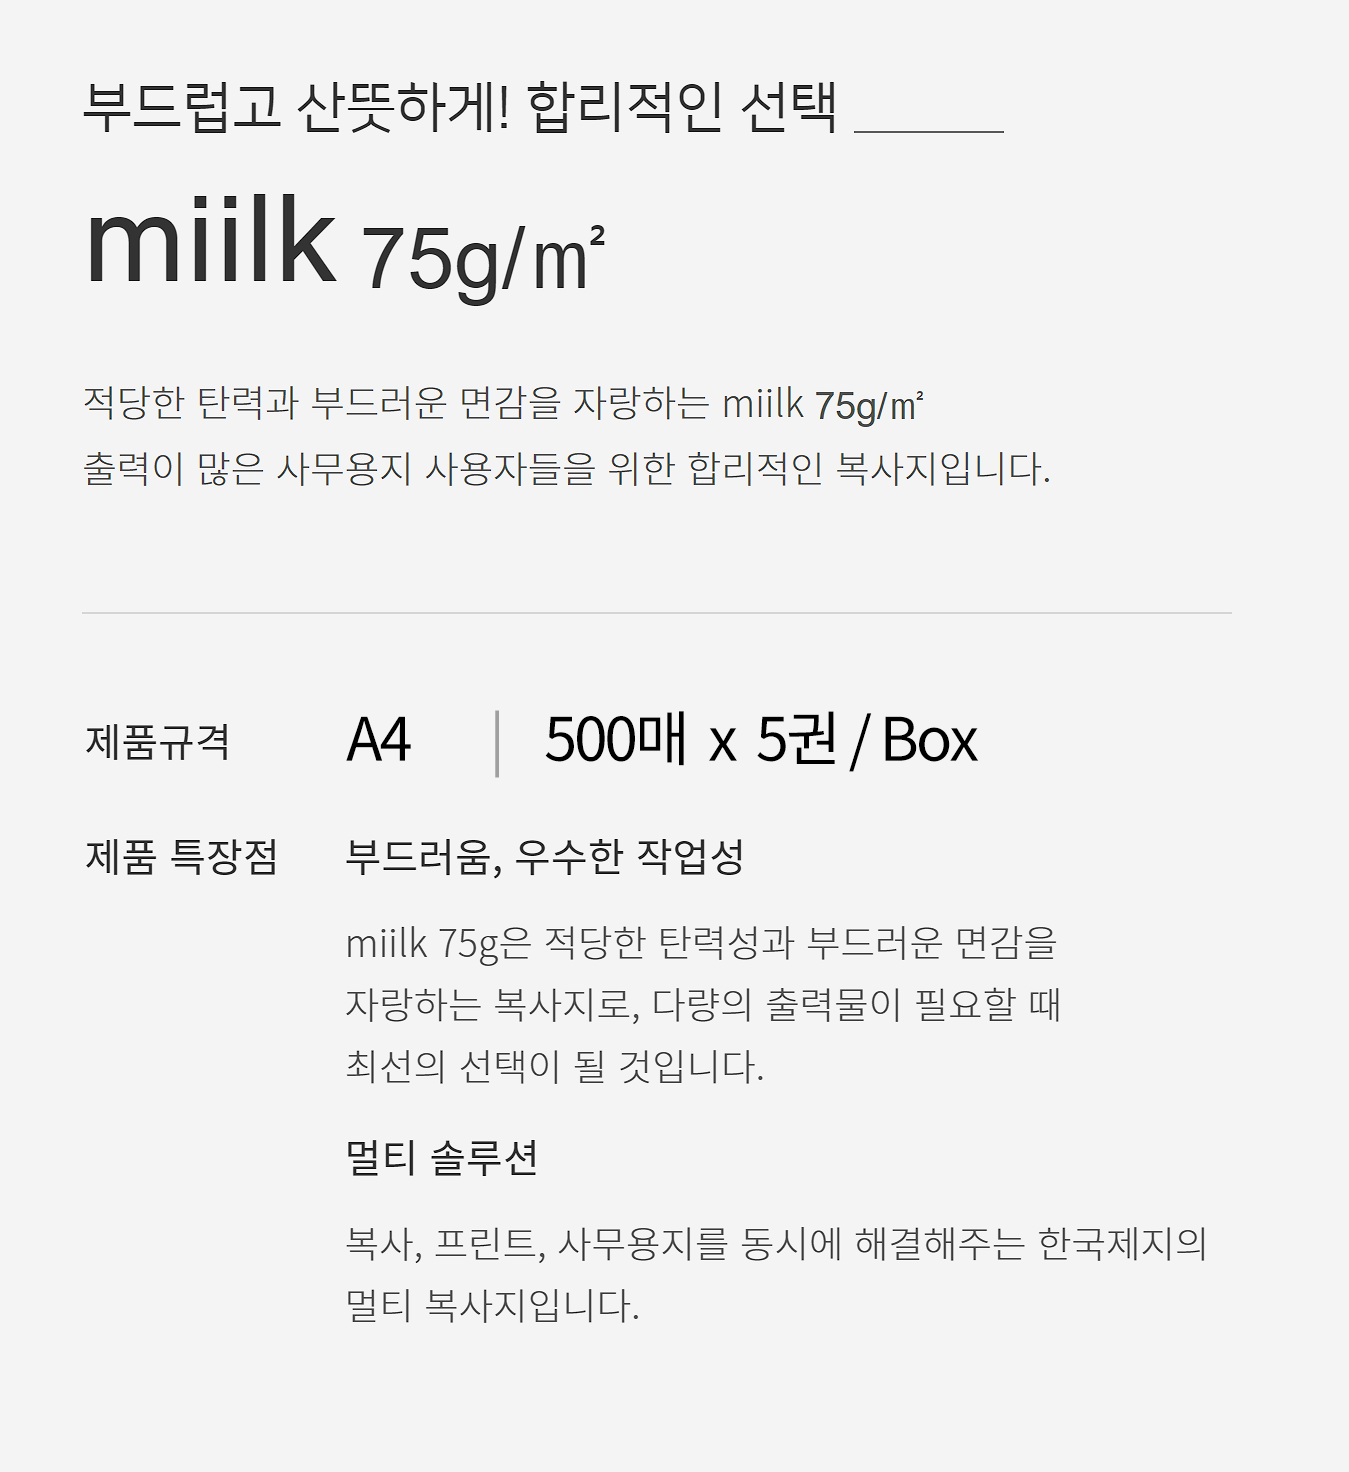 부드럽고 산뜻하게! 합리적인 선택
miilk 75g/㎡
적당한 탄력과 부드러운 면감을 자랑하는 miilk 75g/㎡
출력이 많은 사무용지 사용자들을 위한 합리적인 복사지입니다.
제품규격 A4 | 500매 x 5권 / Box
제품 특장점 부드러움, 우수한 작업성
miilk 75g은 적당한 탄력성과 부드러운 면감을
자랑하는 복사지로, 다량의 출력물이 필요할 때
최선의 선택이 될 것입니다.
멀티 솔루션
복사, 프린트, 사무용지를 동시에 해결해주는 한국제지의
멀티 복사지입니다.